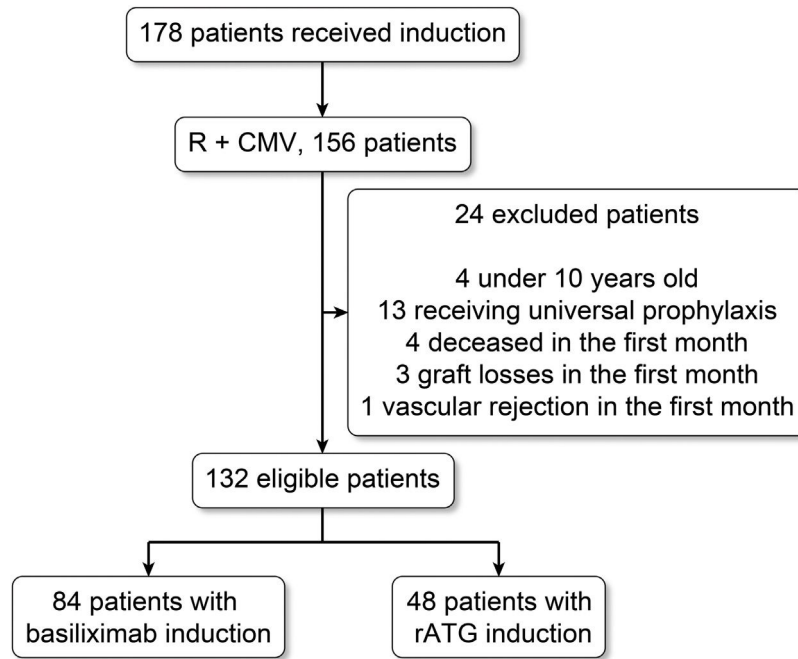 178 patients received induction
R + CMV, 156 patients
24 excluded patients
4 under 10 years old
13 receiving universal prophylaxis
4 deceased in the first month
3 graft losses in the first month
1 vascular rejection in the first month
132 eligible patients
84 patients with
basiliximab induction
48 patients with
rATG induction